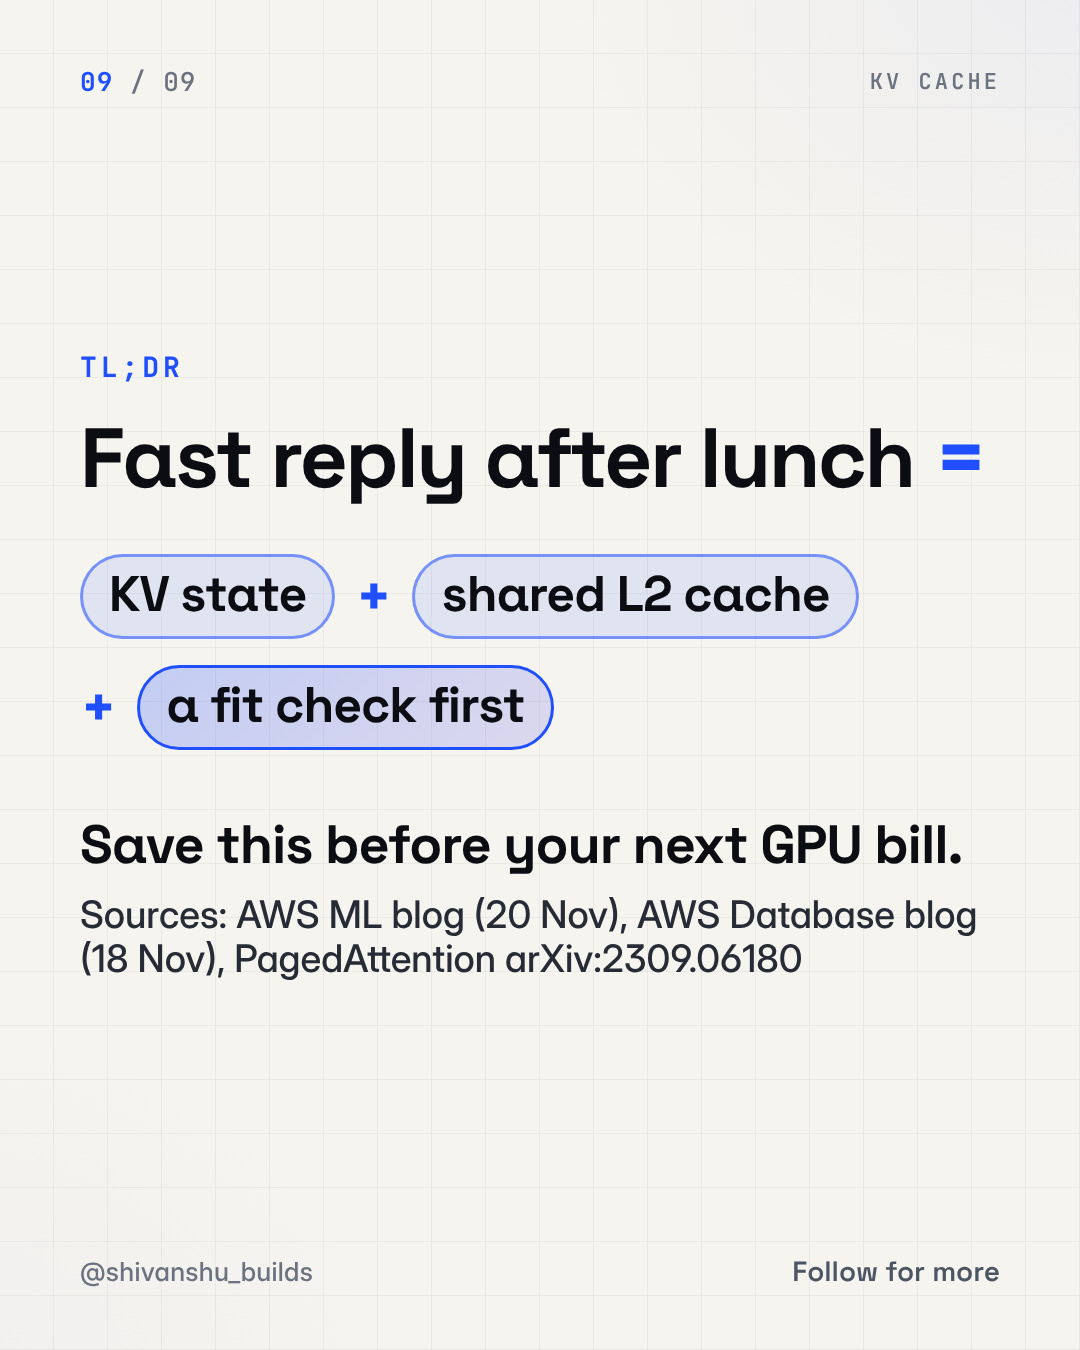 09 / 09
KV CACHE
TL;DR
Fast reply after lunch =
KV state + shared L2 cache
+ a fit check first
Save this before your next GPU bill.
Sources: AWS ML blog (20 Nov), AWS Database blog
(18 Nov), PagedAttention arXiv:2309.06180
@shivanshu_builds
Follow for more